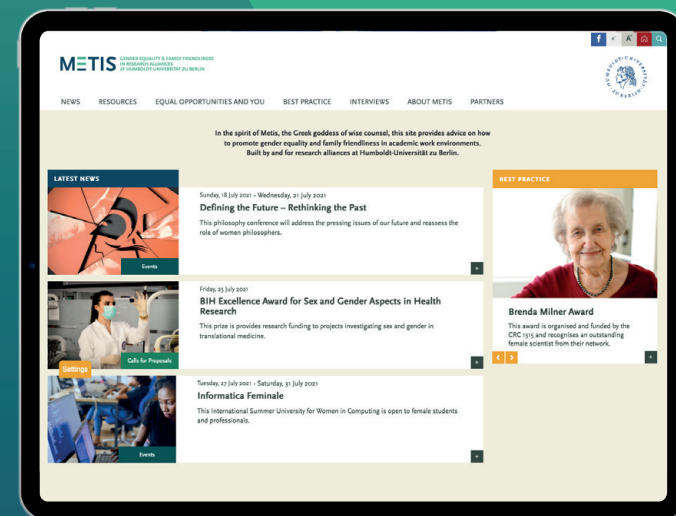 f A- A+
METIS GENDER EQUALITY & FAMILY FRIENDLINESS
IN RESEARCH ALLIANCES
AT HUMBOLDT-UNIVERSITÄT ZU BERLIN
NEWS RESOURCES EQUAL OPPORTUNITIES AND YOU BEST PRACTICE INTERVIEWS ABOUT METIS PARTNERS
In the spirit of Metis, the Greek goddess of wise counsel, this site provides advice on how
to promote gender equality and family friendliness in academic work environments.
Built by and for research alliances at Humboldt-Universität zu Berlin.
LATEST NEWS
Sunday, 18 July 2021 - Wednesday, 21 July 2021
Defining the Future – Rethinking the Past
This philosophy conference will address the pressing issues of our future and reassess the
role of women philosophers.
Events
+
Friday, 23 July 2021
BIH Excellence Award for Sex and Gender Aspects in Health
Research
This prize is provides research funding to projects investigating sex and gender in
translational medicine.
Calls for Proposals
+
Settings
Tuesday, 27 July 2021 - Saturday, 31 July 2021
Informatica Feminale
This International Summer University for Women in Computing is open to female students
and professionals.
Events
+
BEST PRACTICE
Brenda Milner Award
This award is organised and funded by the
CRC 1315 and recognises an outstanding
female scientist from their network.
< > +